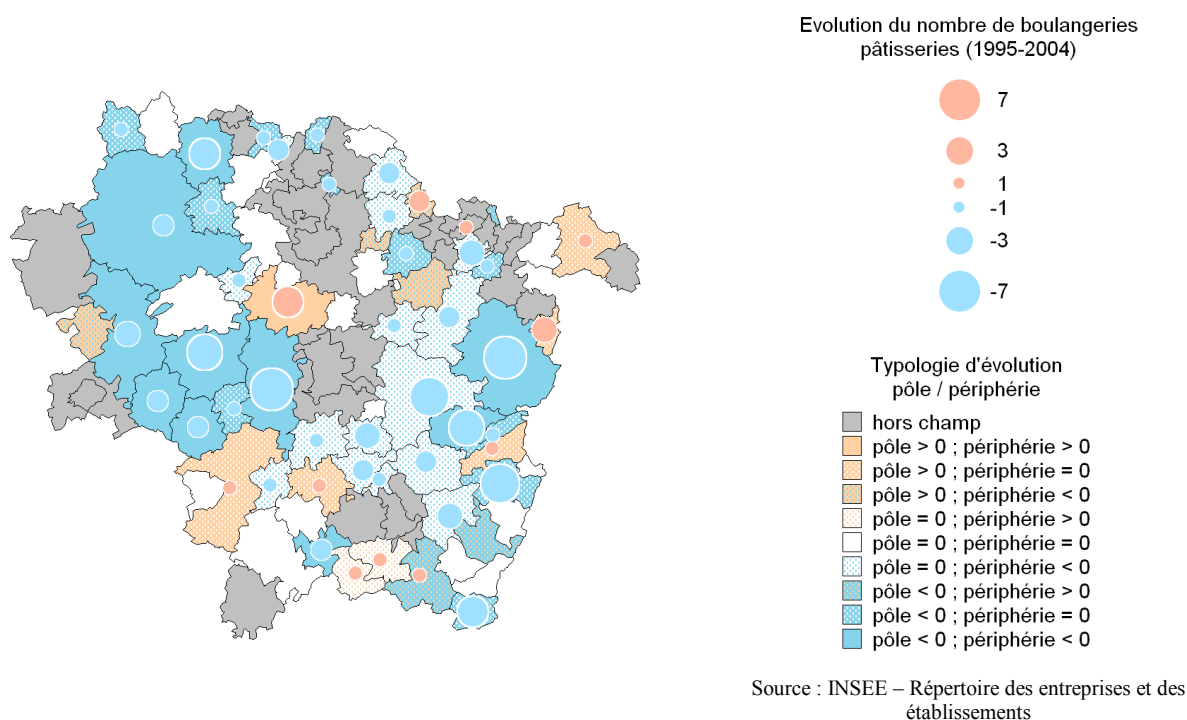 Evolution du nombre de boulangeries
pâtisseries (1995-2004)
7
3
1
-1
-3
-7
Typologie d'évolution
pôle / périphérie
hors champ
pôle > 0 ; périphérie > 0
pôle > 0 ; périphérie = 0
pôle > 0 ; périphérie < 0
pôle = 0 ; périphérie > 0
pôle = 0 ; périphérie = 0
pôle = 0 ; périphérie < 0
pôle < 0 ; périphérie > 0
pôle < 0 ; périphérie = 0
pôle < 0 ; périphérie < 0
Source : INSEE – Répertoire des entreprises et des
établissements